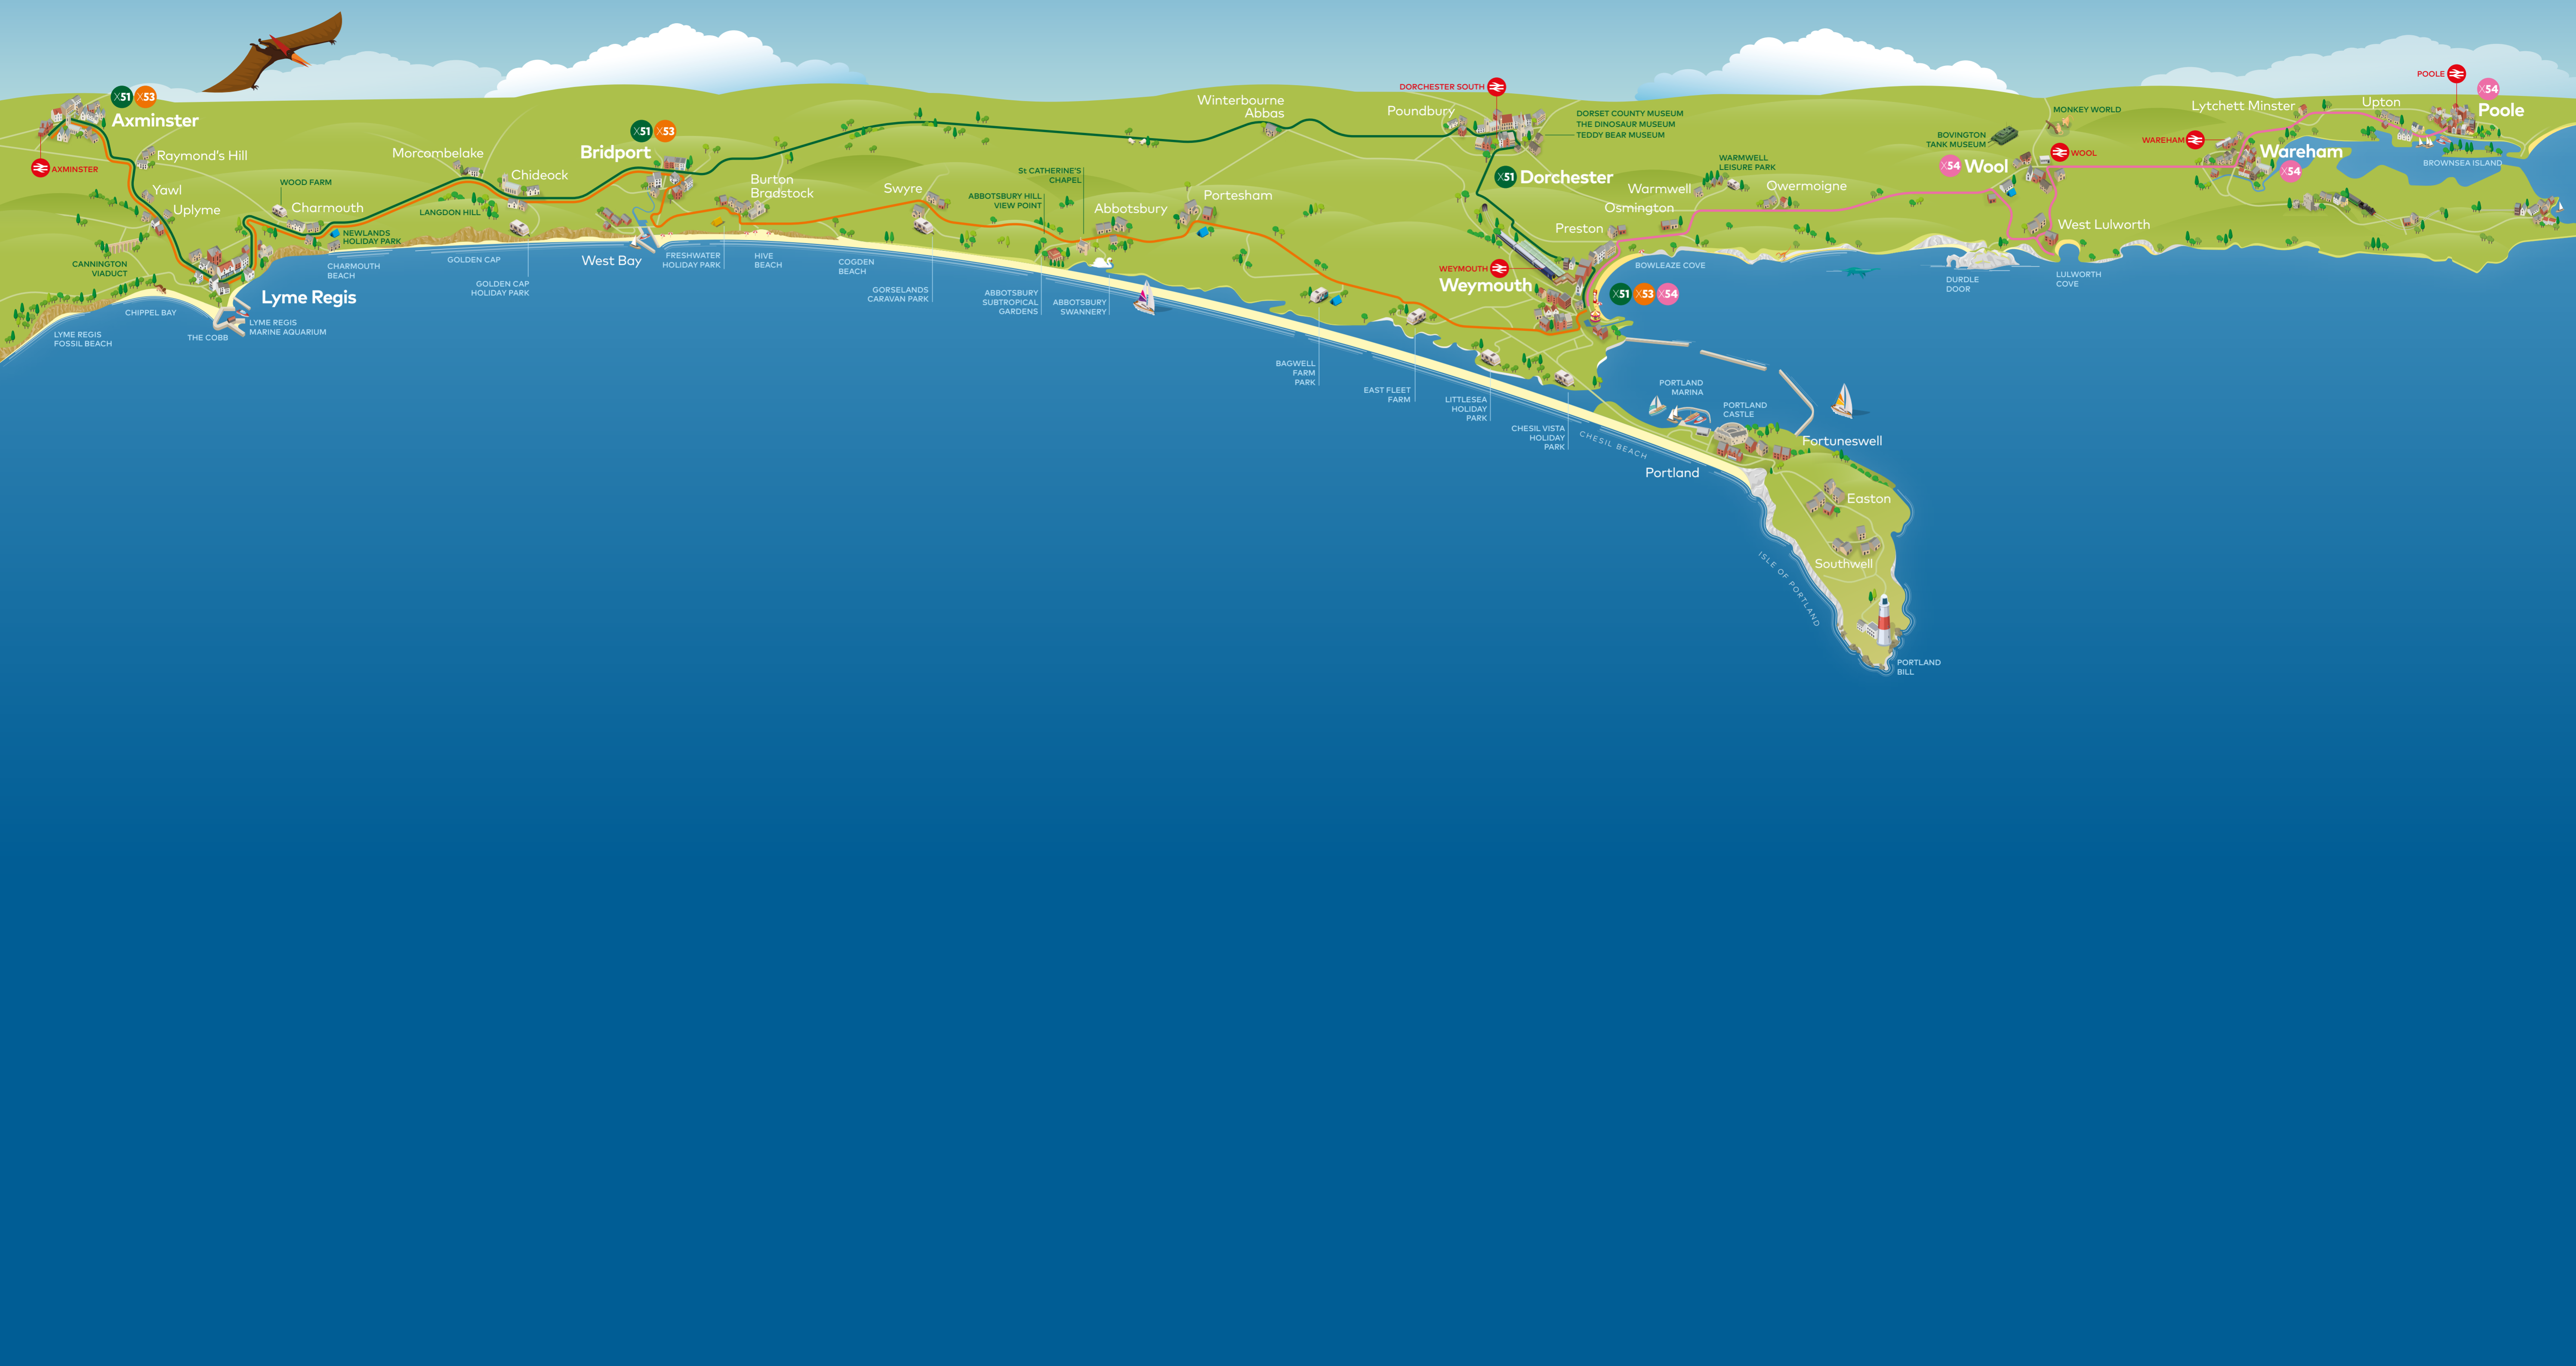 X51 X53
Axminster
AXMINSTER
Raymond's Hill
Yawl
Uplyme
CANNINGTON
VIADUCT
LYME REGIS
FOSSIL BEACH
CHIPPEL BAY
THE COBB
LYME REGIS
MARINE AQUARIUM
Lyme Regis
WOOD FARM
Charmouth
NEWLANDS
HOLIDAY PARK
CHARMOUTH
BEACH
Morcombelake
LANGDON HILL
Chideock
GOLDEN CAP
GOLDEN CAP
HOLIDAY PARK
X51 X53
Bridport
West Bay
FRESHWATER
HOLIDAY PARK
Burton
Bradstock
HIVE
BEACH
COGDEN
BEACH
Swyre
GORSELANDS
CARAVAN PARK
St CATHERINE'S
CHAPEL
ABBOTSBURY HILL
VIEW POINT
Abbotsbury
ABBOTSBURY
SUBTROPICAL
GARDENS
ABBOTSBURY
SWANNERY
Portesham
Winterbourne
Abbas
Poundbury
DORCHESTER SOUTH
DORSET COUNTY MUSEUM
THE DINOSAUR MUSEUM
TEDDY BEAR MUSEUM
X51 Dorchester
WEYMOUTH
Weymouth
X51 X53 X54
BAGWELL
FARM
PARK
EAST FLEET
FARM
LITTLESEA
HOLIDAY
PARK
CHESIL VISTA
HOLIDAY
PARK
CHESIL BEACH
PORTLAND
MARINA
PORTLAND
CASTLE
Portland
Fortuneswell
Easton
Southwell
ISLE OF PORTLAND
PORTLAND
BILL
Preston
Osmington
Warmwell
WARMWELL
LEISURE PARK
Owermoigne
BOWLEAZE COVE
DURDLE
DOOR
LULWORTH
COVE
West Lulworth
X54 Wool
WOOL
BOVINGTON
TANK MUSEUM
MONKEY WORLD
WAREHAM
Wareham
X54
Lytchett Minster
Upton
POOLE
X54
Poole
BROWNSEA ISLAND